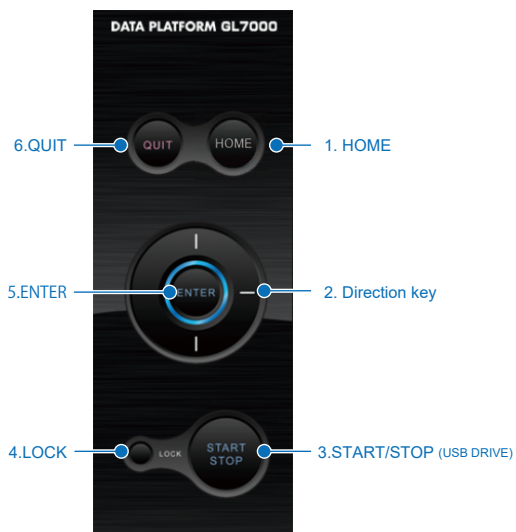 DATA PLATFORM GL7000
6.QUIT
QUIT
HOME
1. HOME
5.ENTER
ENTER
2. Direction key
4.LOCK
LOCK
START
STOP
3.START/STOP (USB DRIVE)